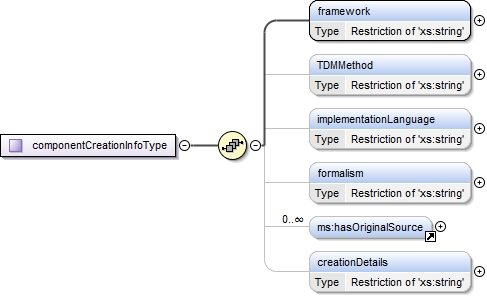 framework
Type Restriction of 'xs:string'
TDMMethod
Type Restriction of 'xs:string'
implementationLanguage
Type Restriction of 'xs:string'
componentCreationInfoType
formalism
Type Restriction of 'xs:string'
0..∞
ms:hasOriginalSource
creationDetails
Type Restriction of 'xs:string'